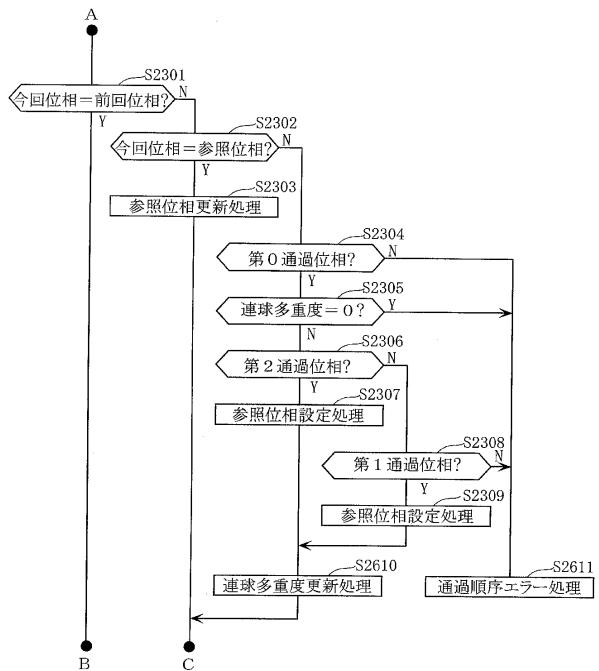 A
S2301
今回位相＝前回位相?
N
Y
S2302
今回位相＝参照位相?
N
Y
S2303
参照位相更新処理
S2304
第０通過位相?
N
Y
S2305
連球多重度＝０?
Y
N
S2306
第２通過位相?
N
Y
S2307
参照位相設定処理
S2308
第１通過位相?
N
Y
S2309
参照位相設定処理
S2610
連球多重度更新処理
S2611
通過順序エラー処理
B
C